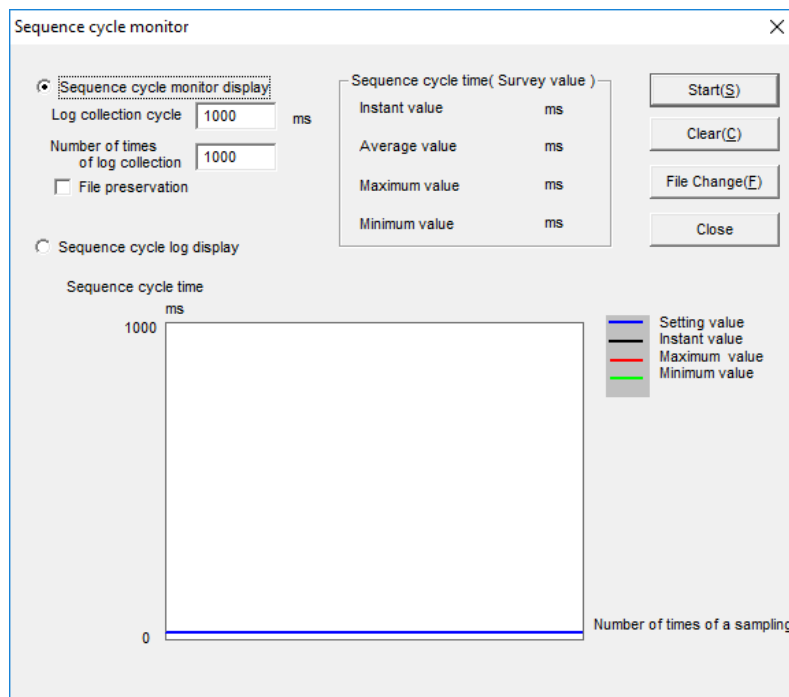 Sequence cycle monitor
Sequence cycle monitor display
Log collection cycle 1000 ms
Number of times
of log collection 1000
File preservation
Sequence cycle log display
Sequence cycle time( Survey value )
Instant value ms
Average value ms
Maximum value ms
Minimum value ms
Start(S)
Clear(C)
File Change(F)
Close
Sequence cycle time
ms
1000
0
Setting value
Instant value
Maximum value
Minimum value
Number of times of a sampling